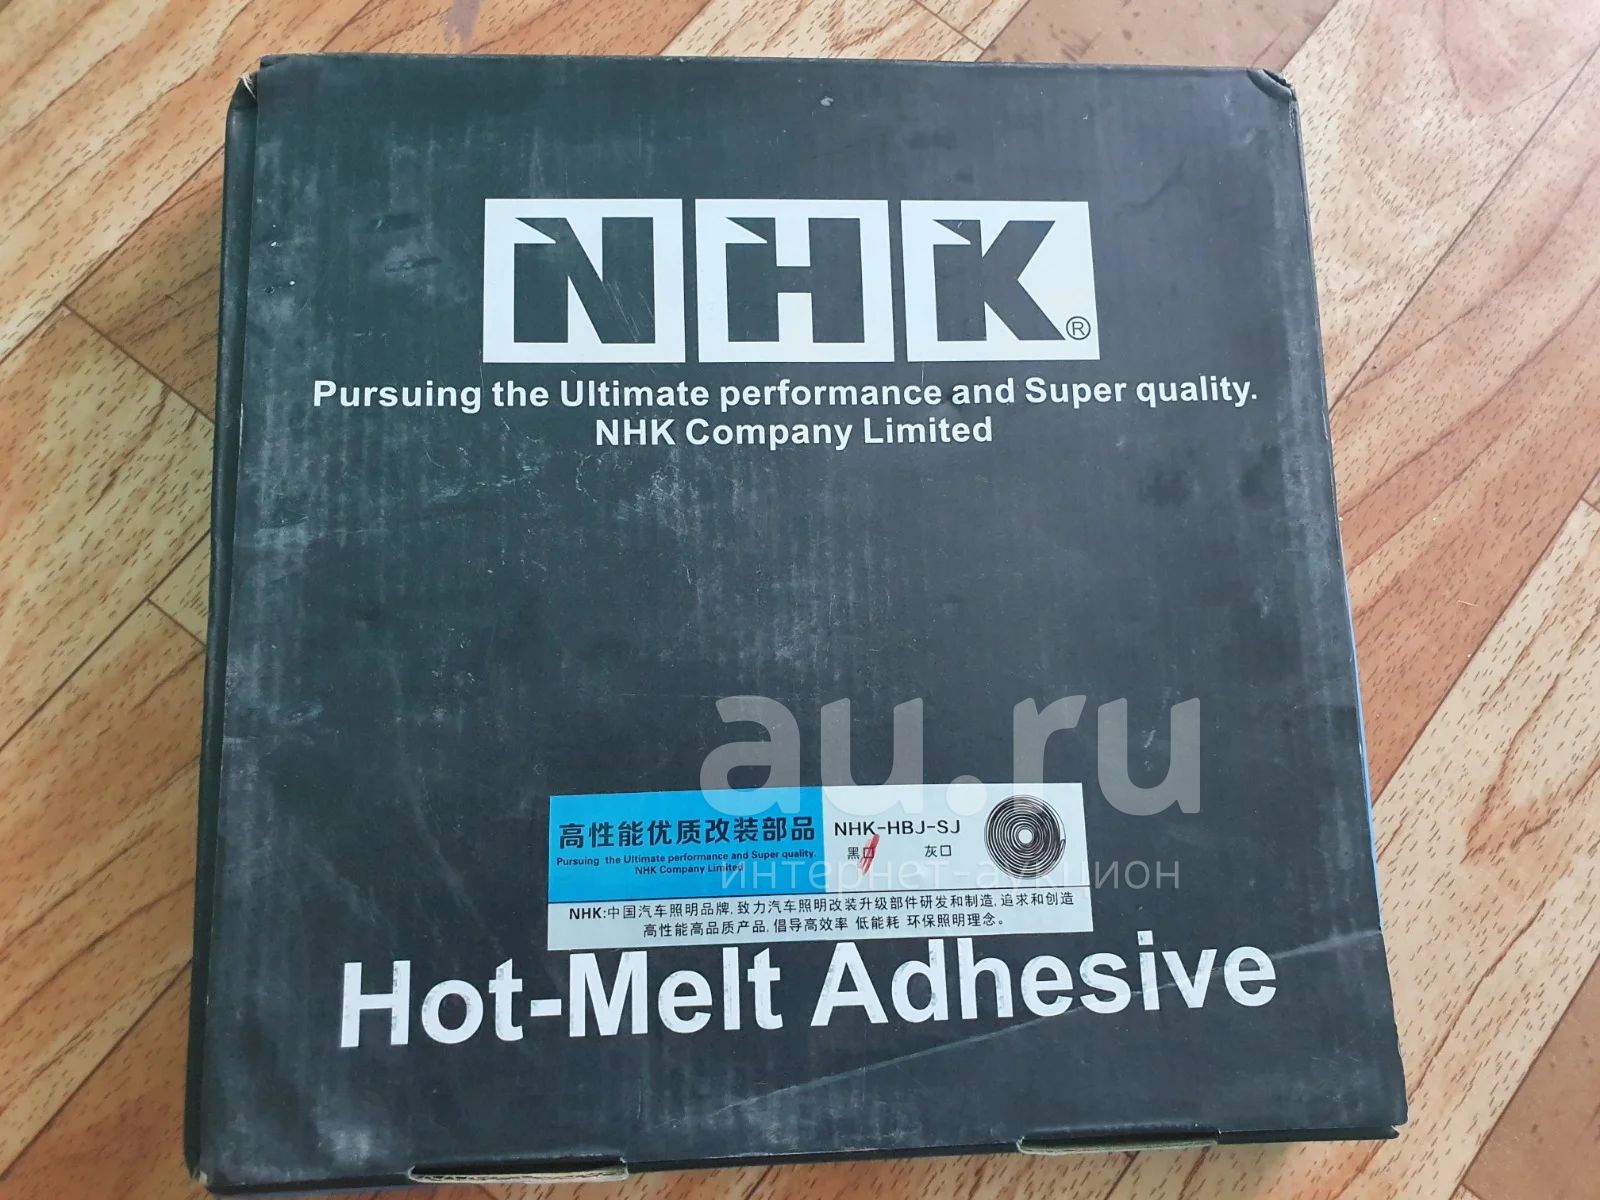 NHK®
Pursuing the Ultimate performance and Super quality.
NHK Company Limited
au.ru
интернет-аукцион
高性能优质改装部品
Pursuing the Ultimate performance and Super quality.
NHK Company Limited
NHK-HBJ-SJ
黑口 灰口
NHK:中国汽车照明品牌,致力汽车照明改装升级部件研发和制造,追求和创造
高性能高品质产品,倡导高效率 低能耗 环保照明理念。
Hot-Melt Adhesive